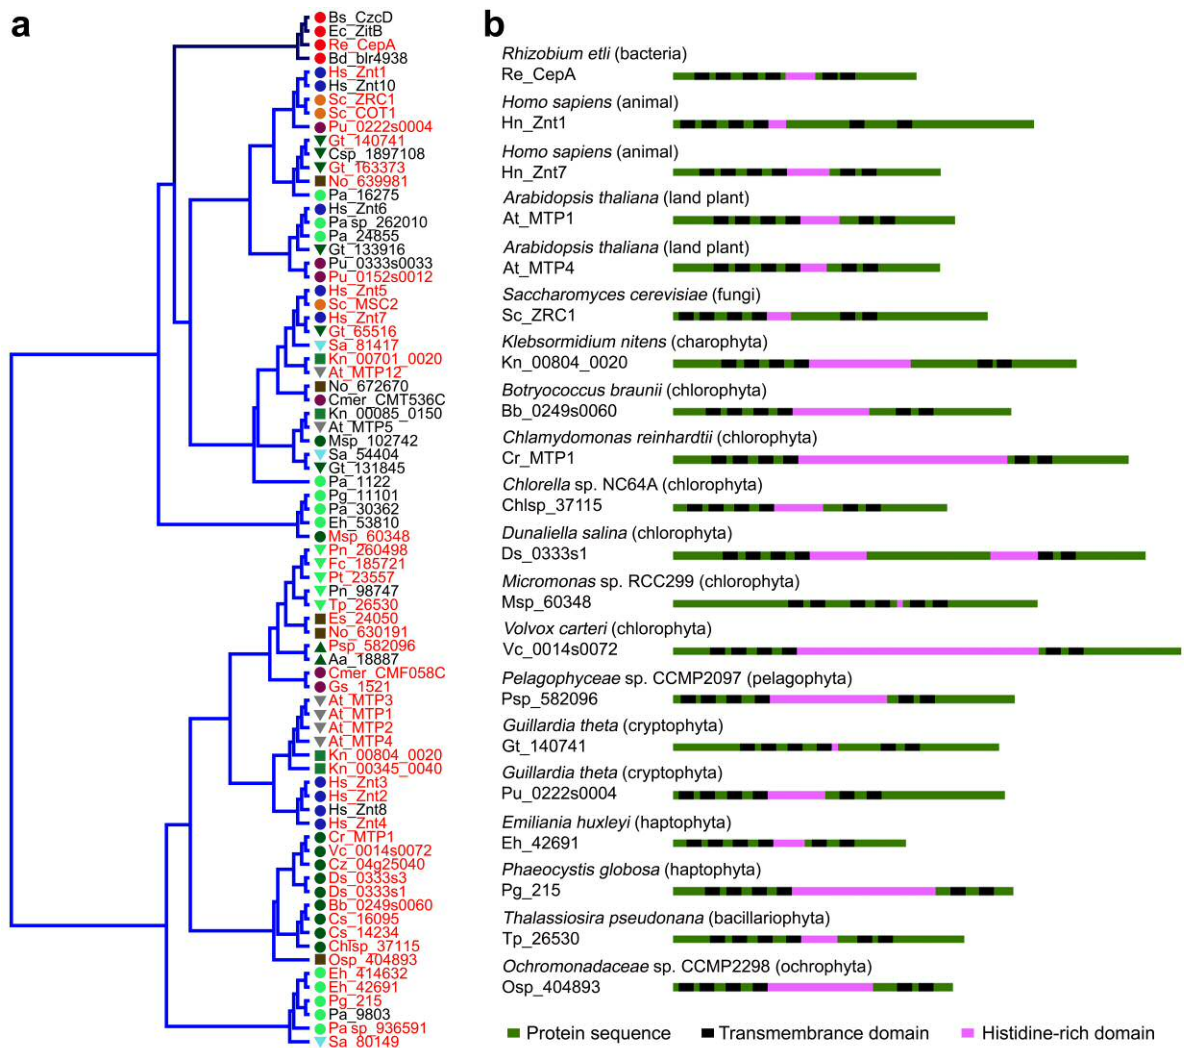 a
Bs_CzcD
Ec_ZitB
Re_CepA
Bd_blr4938
Hs_Znt1
Hs_Znt10
Sc_ZRC1
Sc_COT1
Pu_0222s0004
Gt_140741
Csp_1897108
Gt_163373
No_639981
Pa_16275
Hs_Znt6
Pa sp_262010
Pa_24855
Gt_133916
Pu_0333s0033
Pu_0152s0012
Hs_Znt5
Sc_MSC2
Hs_Znt7
Gt_65516
Sa_81417
Kn_00701_0020
At_MTP12
No_672670
Cmer_CMT536C
Kn_00085_0150
At_MTP5
Msp_102742
Sa_54404
Gt_131845
Pa_1122
Pg_11101
Pa_30362
Eh_53810
Msp_60348
Pn_260498
Fc_185721
Pt_23557
Pn_98747
Tp_26530
Es_24050
No_630191
Psp_582096
Aa_18887
Cmer_CMF058C
Gs_1521
At_MTP3
At_MTP1
At_MTP2
At_MTP4
Kn_00804_0020
Kn_00345_0040
Hs_Znt3
Hs_Znt2
Hs_Znt8
Hs_Znt4
Cr_MTP1
Vc_0014s0072
Cz_04g25040
Ds_0333s3
Ds_0333s1
Bb_0249s0060
Cs_16095
Cs_14234
Chlsp_37115
Osp_404893
Eh_414632
Eh_42691
Pg_215
Pa_9803
Pa sp_936591
Sa_80149
b
Rhizobium etli (bacteria)
Re_CepA
Homo sapiens (animal)
Hn_Znt1
Homo sapiens (animal)
Hn_Znt7
Arabidopsis thaliana (land plant)
At_MTP1
Arabidopsis thaliana (land plant)
At_MTP4
Saccharomyces cerevisiae (fungi)
Sc_ZRC1
Klebsormidium nitens (charophyta)
Kn_00804_0020
Botryococcus braunii (chlorophyta)
Bb_0249s0060
Chlamydomonas reinhardtii (chlorophyta)
Cr_MTP1
Chlorella sp. NC64A (chlorophyta)
Chlsp_37115
Dunaliella salina (chlorophyta)
Ds_0333s1
Micromonas sp. RCC299 (chlorophyta)
Msp_60348
Volvox carteri (chlorophyta)
Vc_0014s0072
Pelagophyceae sp. CCMP2097 (pelagophyta)
Psp_582096
Guillardia theta (cryptophyta)
Gt_140741
Guillardia theta (cryptophyta)
Pu_0222s0004
Emiliania huxleyi (haptophyta)
Eh_42691
Phaeocystis globosa (haptophyta)
Pg_215
Thalassiosira pseudonana (bacillariophyta)
Tp_26530
Ochromonadaceae sp. CCMP2298 (ochrophyta)
Osp_404893
Protein sequence
Transmembrance domain
Histidine-rich domain